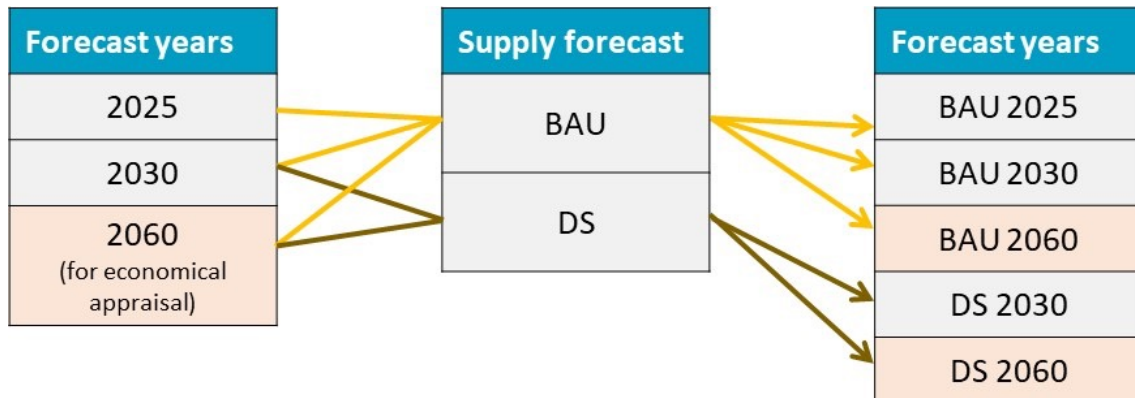 Forecast years
2025
2030
2060
(for economical
appraisal)
Supply forecast
BAU
DS
Forecast years
BAU 2025
BAU 2030
BAU 2060
DS 2030
DS 2060